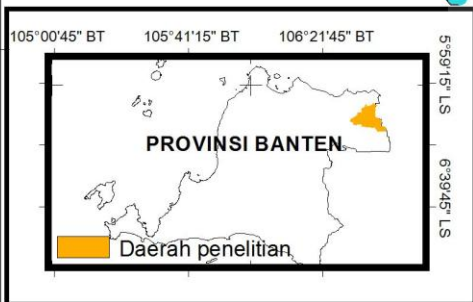 105°00'45" BT 105°41'15" BT 106°21'45" BT
5°59'15" LS
PROVINSI BANTEN
6°39'45" LS
Daerah penelitian